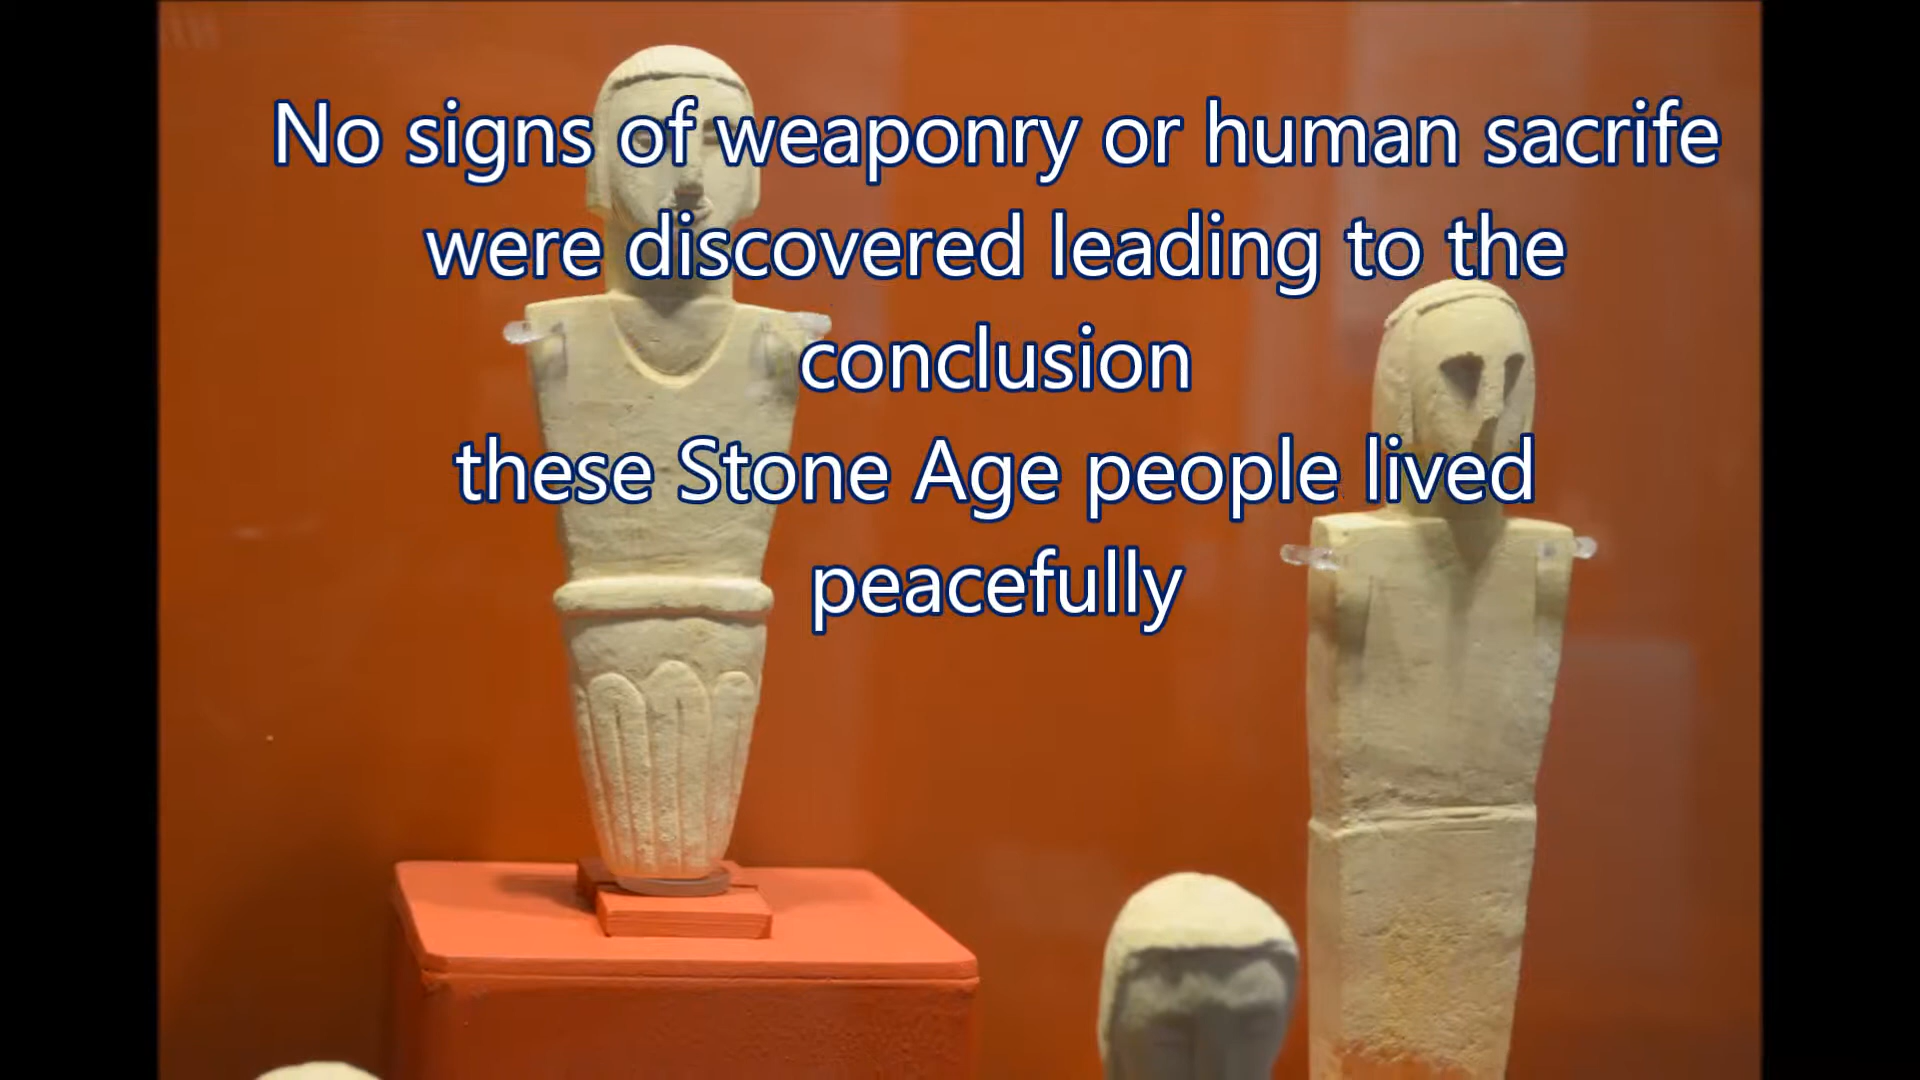 No signs of weaponry or human sacrife
were discovered leading to the
conclusion
these Stone Age people lived
peacefully